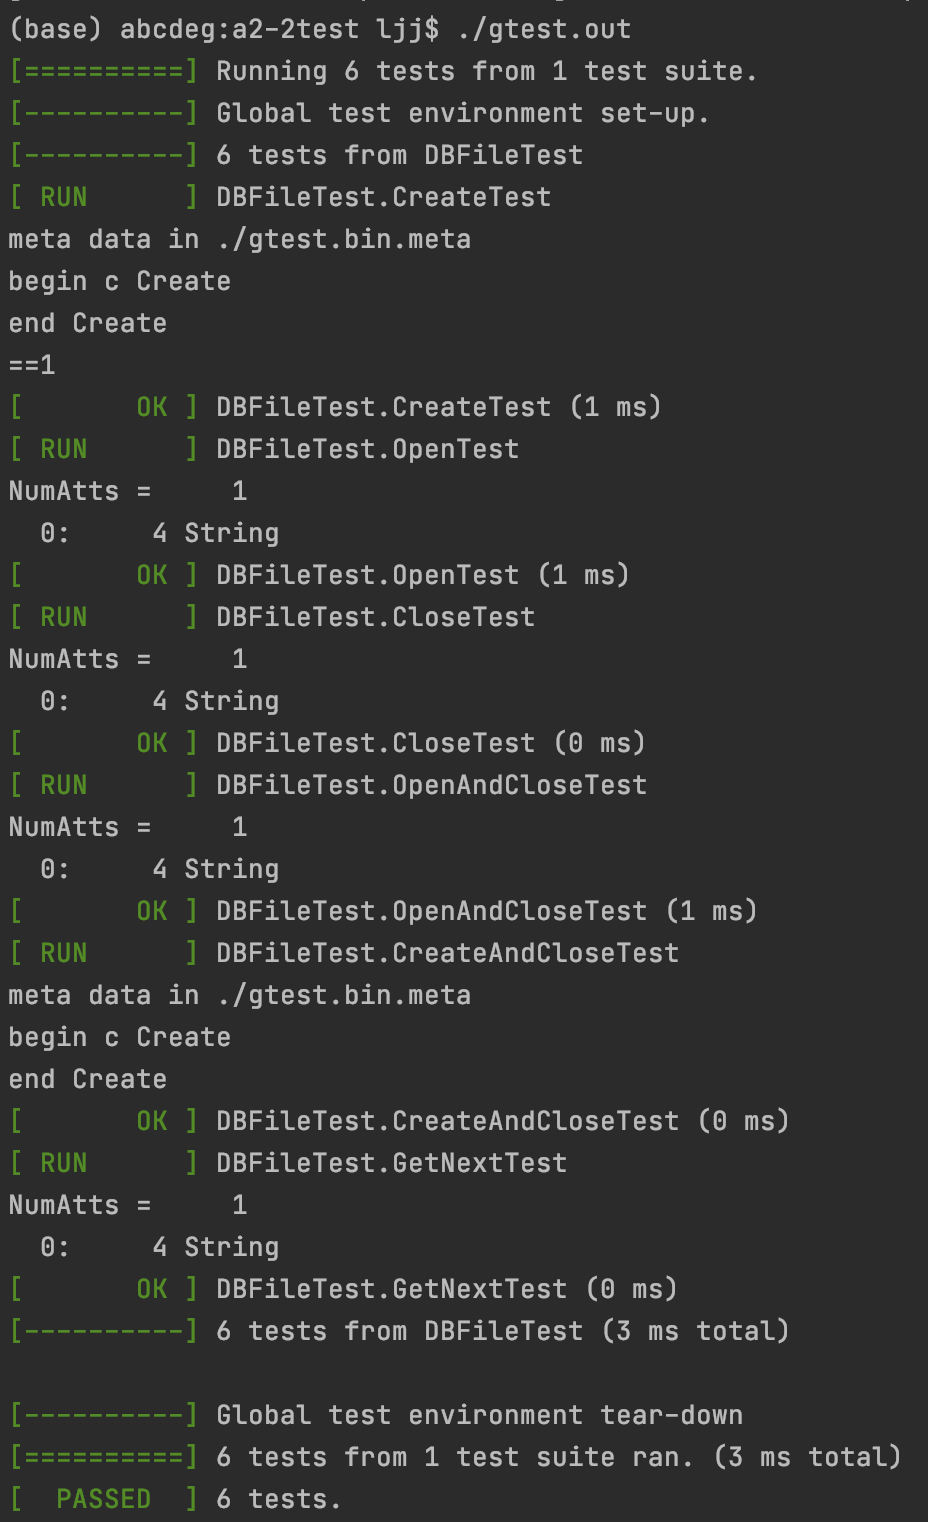 (base) abcdeg:a2-2test ljj$ ./gtest.out
[==========] Running 6 tests from 1 test suite.
[----------] Global test environment set-up.
[----------] 6 tests from DBFileTest
[ RUN      ] DBFileTest.CreateTest
meta data in ./gtest.bin.meta
begin c Create
end Create
==1
[       OK ] DBFileTest.CreateTest (1 ms)
[ RUN      ] DBFileTest.OpenTest
NumAtts =     1
  0:     4 String
[       OK ] DBFileTest.OpenTest (1 ms)
[ RUN      ] DBFileTest.CloseTest
NumAtts =     1
  0:     4 String
[       OK ] DBFileTest.CloseTest (0 ms)
[ RUN      ] DBFileTest.OpenAndCloseTest
NumAtts =     1
  0:     4 String
[       OK ] DBFileTest.OpenAndCloseTest (1 ms)
[ RUN      ] DBFileTest.CreateAndCloseTest
meta data in ./gtest.bin.meta
begin c Create
end Create
[       OK ] DBFileTest.CreateAndCloseTest (0 ms)
[ RUN      ] DBFileTest.GetNextTest
NumAtts =     1
  0:     4 String
[       OK ] DBFileTest.GetNextTest (0 ms)
[----------] 6 tests from DBFileTest (3 ms total)

[----------] Global test environment tear-down
[==========] 6 tests from 1 test suite ran. (3 ms total)
[  PASSED  ] 6 tests.